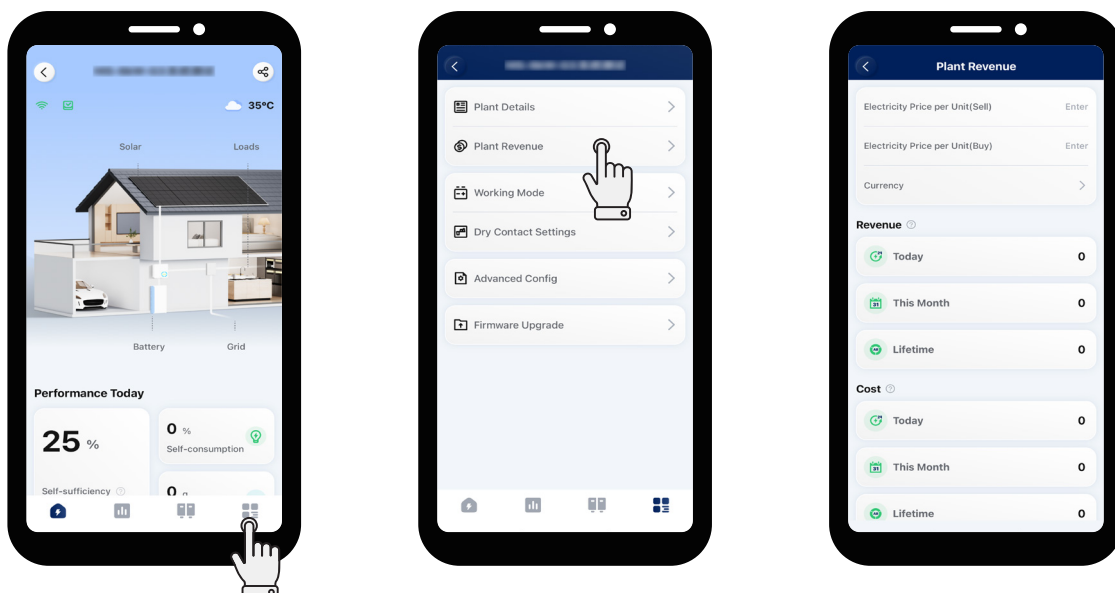 35°C
Solar Loads
Battery Grid
Performance Today
25 %
0 %
Self-consumption
Self-sufficiency
0
Plant Details
Plant Revenue
Working Mode
Dry Contact Settings
Advanced Config
Firmware Upgrade
Plant Revenue
Electricity Price per Unit(Sell) Enter
Electricity Price per Unit(Buy) Enter
Currency
Revenue
Today 0
This Month 0
Lifetime 0
Cost
Today 0
This Month 0
Lifetime 0